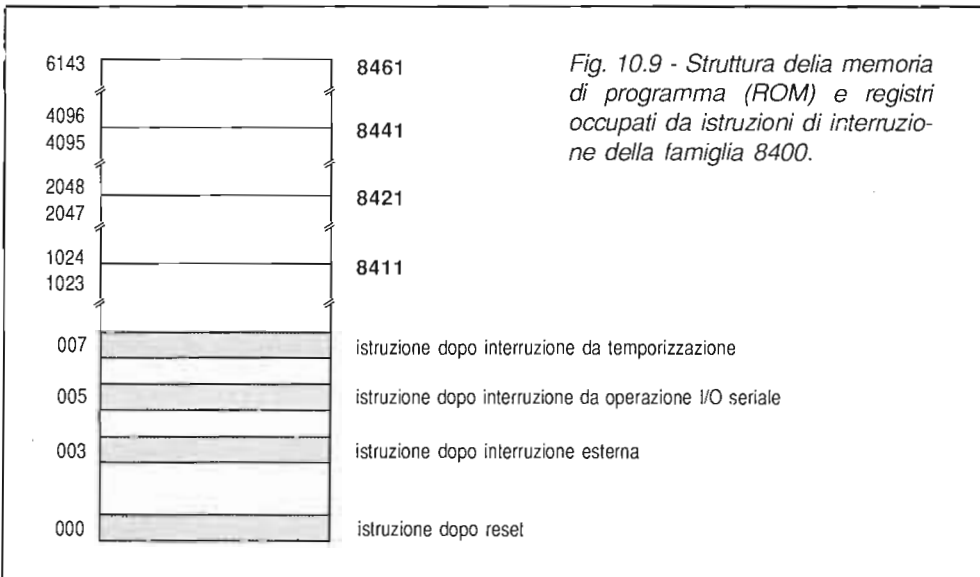 6143
8461
Fig. 10.9 - Struttura delia memoria
di programma (ROM) e registri
occupati da istruzioni di interruzio-
ne della famiglia 8400.
4096
4095
8441
2048
2047
8421
1024
1023
8411
007
istruzione dopo interruzione da temporizzazione
005
istruzione dopo interruzione da operazione I/O seriale
003
istruzione dopo interruzione esterna
000
istruzione dopo reset